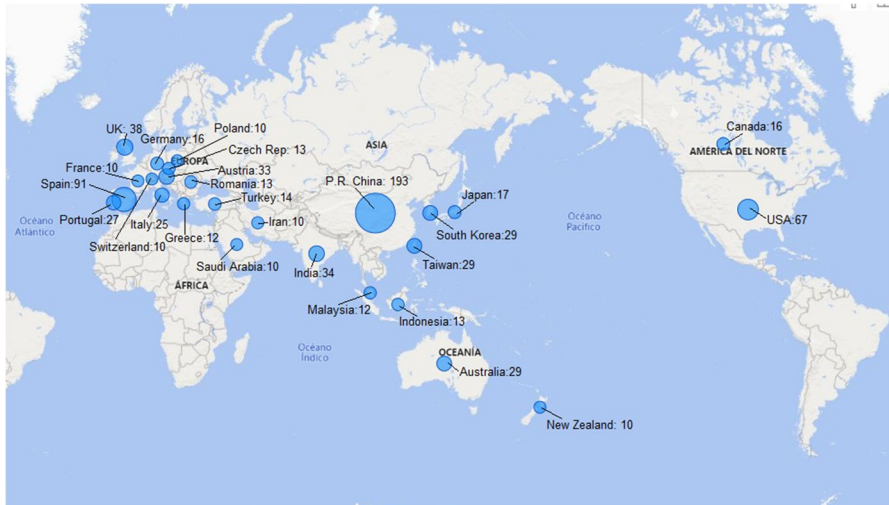 UK: 38
Germany:16
Poland:10
Czech Rep: 13
EUROPA
Austria:33
France:10
Romania:13
Spain:91
Turkey:14
Portugal:27
Italy:25
Switzerland:10
Greece:12
Iran:10
Saudi Arabia:10
ASIA
P.R. China: 193
Japan:17
South Korea:29
Taiwan:29
India:34
Malaysia:12
Indonesia:13
Océano
Atlántico
ÁFRICA
Océano
Índico
OCEANÍA
Australia:29
New Zealand: 10
Océano
Pacífico
Canada:16
AMÉRICA DEL NORTE
USA:67